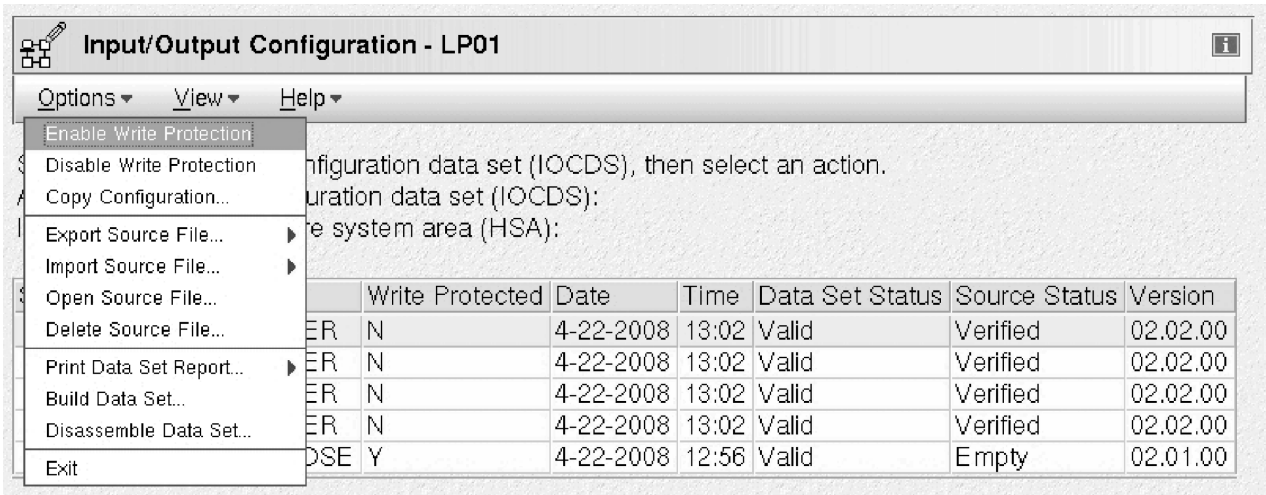 Input/Output Configuration - LP01
Options View Help
Enable Write Protection
Disable Write Protection
Copy Configuration...
Export Source File...
Import Source File...
Open Source File...
Delete Source File...
Print Data Set Report...
Build Data Set...
Disassemble Data Set...
Exit
nfiguration data set (IOCDS), then select an action.
uration data set (IOCDS):
re system area (HSA):
Write Protected Date Time Data Set Status Source Status Version
ER N 4-22-2008 13:02 Valid Verified 02.02.00
ER N 4-22-2008 13:02 Valid Verified 02.02.00
ER N 4-22-2008 13:02 Valid Verified 02.02.00
ER N 4-22-2008 13:02 Valid Verified 02.02.00
OSE Y 4-22-2008 12:56 Valid Empty 02.01.00